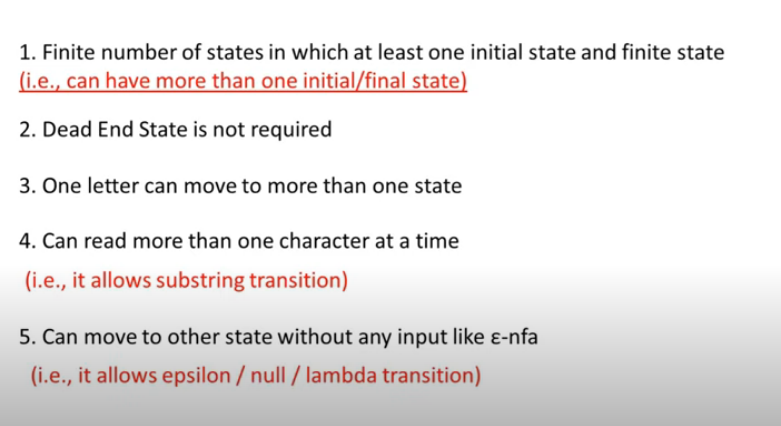 1. Finite number of states in which at least one initial state and finite state
(i.e., can have more than one initial/final state)
2. Dead End State is not required
3. One letter can move to more than one state
4. Can read more than one character at a time
(i.e., it allows substring transition)
5. Can move to other state without any input like ε-nfa
(i.e., it allows epsilon / null / lambda transition)